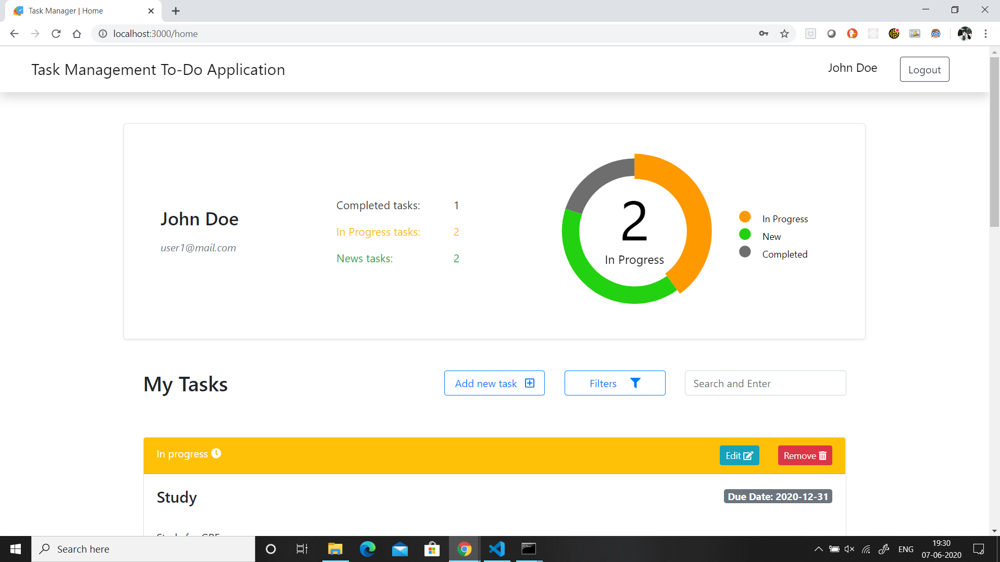 Task Manager | Home
localhost:3000/home
Task Management To-Do Application
John Doe
Logout
John Doe
user1@mail.com
Completed tasks: 1
In Progress tasks: 2
News tasks: 2
2
In Progress
In Progress
New
Completed
My Tasks
Add new task
Filters
Search and Enter
In progress
Edit
Remove
Study
Due Date: 2020-12-31
Search here
ENG
19:30
07-06-2020